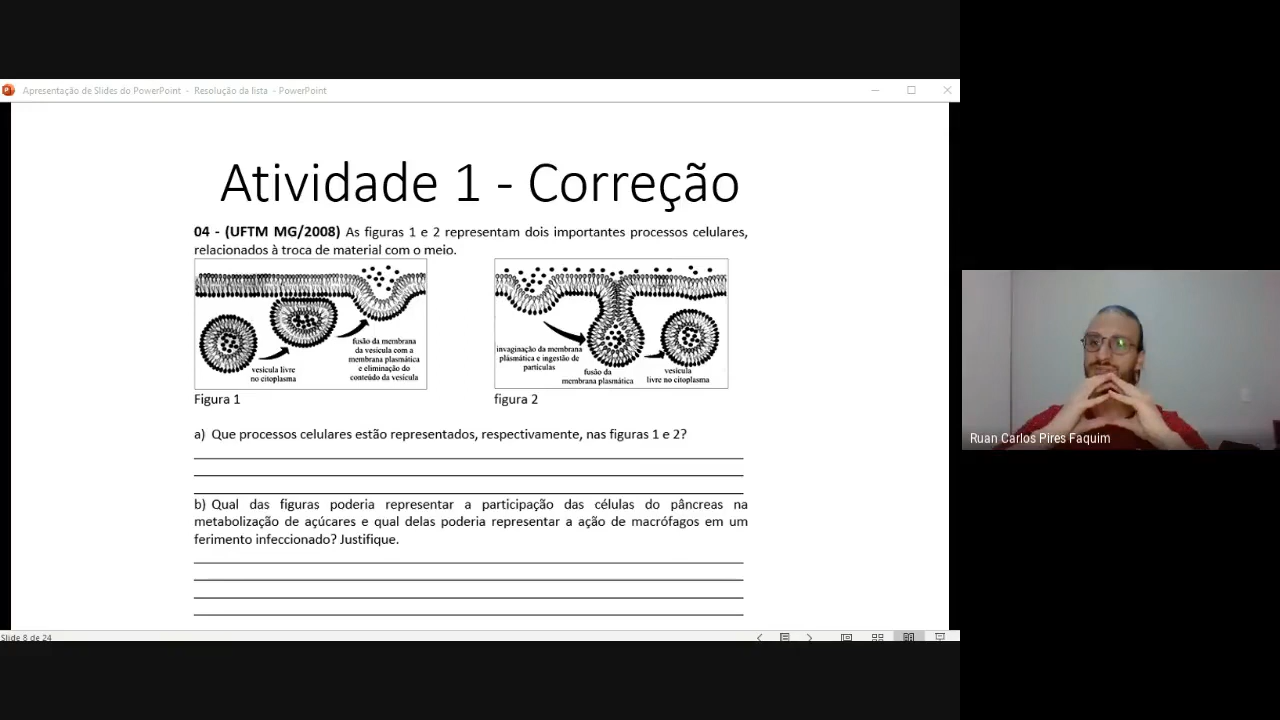 Apresentação de Slides do PowerPoint - Resolução da lista - PowerPoint
Atividade 1 - Correção
04 - (UFTM MG/2008) As figuras 1 e 2 representam dois importantes processos celulares,
relacionados à troca de material com o meio.
vesícula livre
no citoplasma
fusão da membrana
da vesícula com a
membrana plasmática
e eliminação do
conteúdo da vesícula
invaginação da membrana
plasmática e ingestão de
partículas
fusão da
membrana plasmática
vesícula
livre no citoplasma
Figura 1
figura 2
a) Que processos celulares estão representados, respectivamente, nas figuras 1 e 2?
b) Qual das figuras poderia representar a participação das células do pâncreas na
metabolização de açúcares e qual delas poderia representar a ação de macrófagos em um
ferimento infeccionado? Justifique.
Slide 8 de 24
Ruan Carlos Pires Faquim